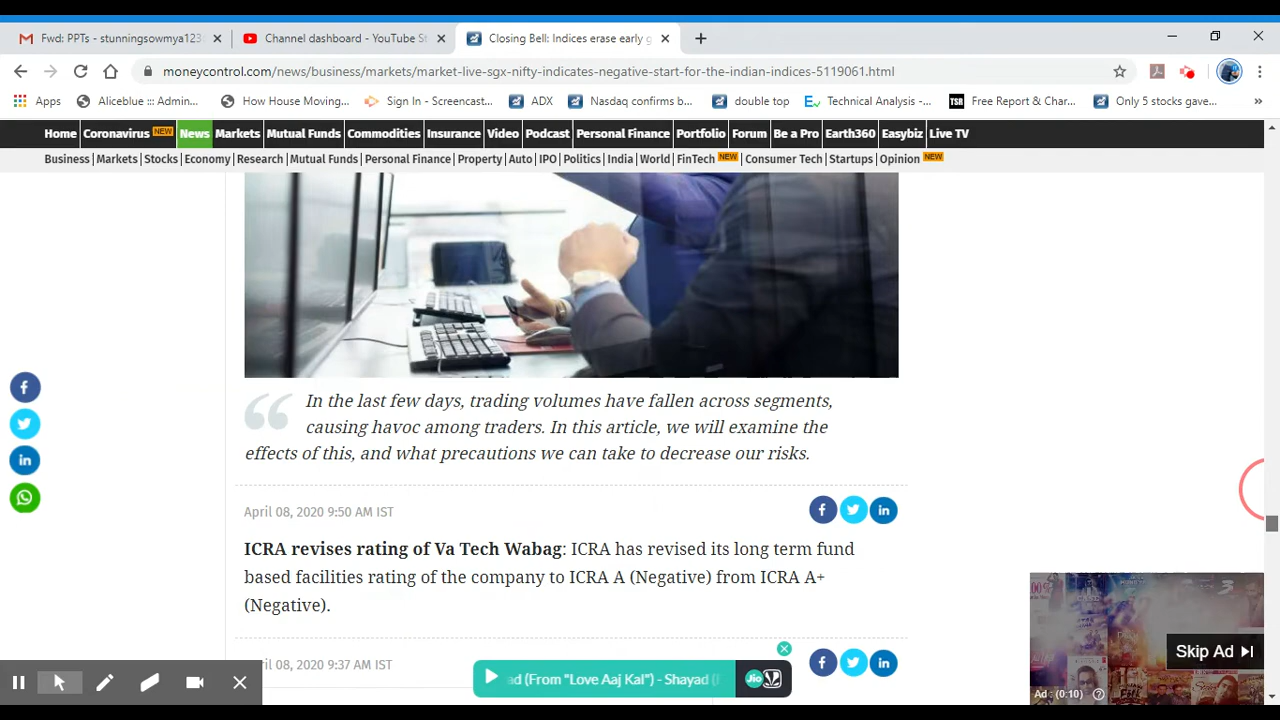 Fwd: PPTs - stunningsowmya123
Channel dashboard - YouTube St
Closing Bell: Indices erase early g
moneycontrol.com/news/business/markets/market-live-sgx-nifty-indicates-negative-start-for-the-indian-indices-5119061.html
Apps Aliceblue ::: Admin... How House Moving... Sign In - Screencast... ADX Nasdaq confirms b... double top Technical Analysis -... TSR Free Report & Char... Only 5 stocks gave... »
Home Coronavirus NEW News Markets Mutual Funds Commodities Insurance Video Podcast Personal Finance Portfolio Forum Be a Pro Earth360 Easybiz Live TV
Business | Markets | Stocks | Economy | Research | Mutual Funds | Personal Finance | Property | Auto | IPO | Politics | India | World | FinTech NEW | Consumer Tech | Startups | Opinion NEW
In the last few days, trading volumes have fallen across segments,
causing havoc among traders. In this article, we will examine the
effects of this, and what precautions we can take to decrease our risks.
April 08, 2020 9:50 AM IST
ICRA revises rating of Va Tech Wabag: ICRA has revised its long term fund
based facilities rating of the company to ICRA A (Negative) from ICRA A+
(Negative).
08, 2020 9:37 AM IST
(From "Love Aaj Kal") - Shayad
Jio
Skip Ad
Ad : (0:10)